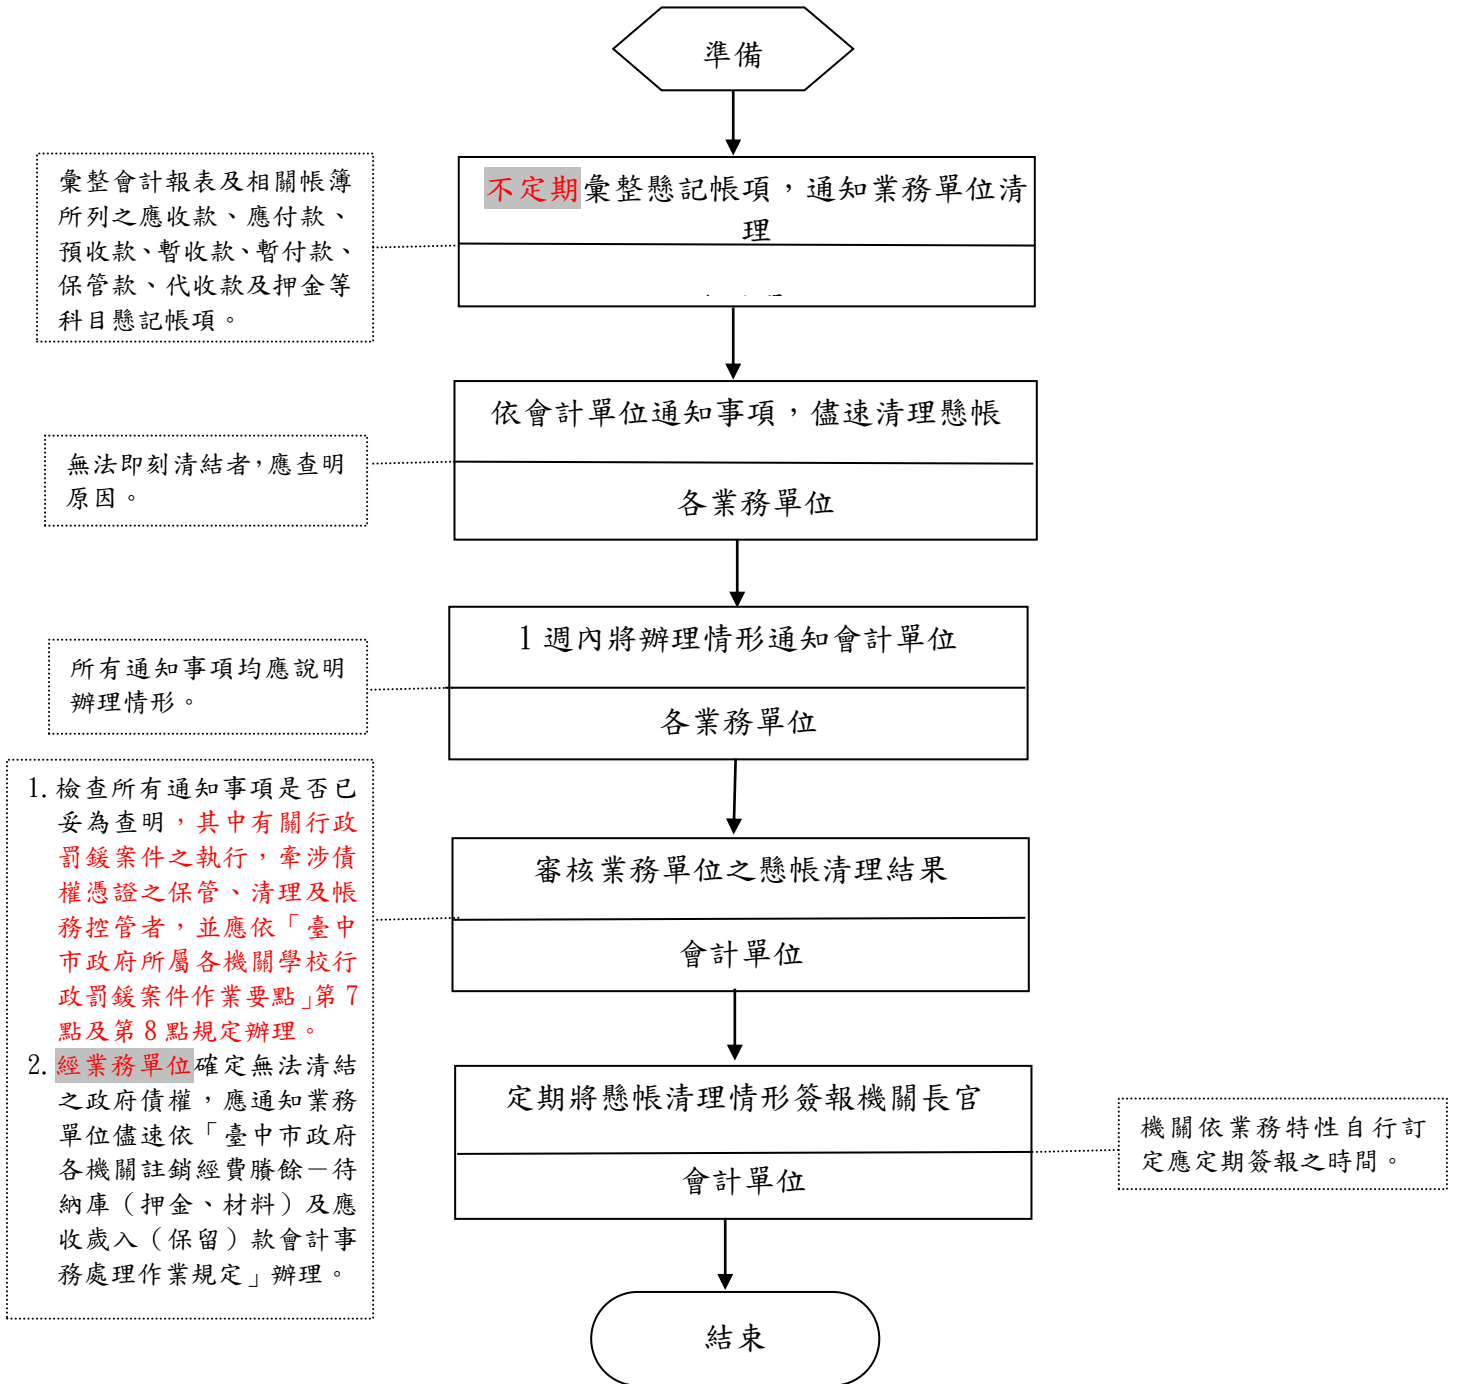 準備
彙整會計報表及相關帳簿
所列之應收款、應付款、
預收款、暫收款、暫付款、
保管款、代收款及押金等
科目懸記帳項。
不定期彙整懸記帳項，通知業務單位清
理
依會計單位通知事項，儘速清理懸帳
各業務單位
無法即刻清結者，應查明
原因。
1週內將辦理情形通知會計單位
各業務單位
所有通知事項均應說明
辦理情形。
1.檢查所有通知事項是否已
妥為查明，其中有關行政
罰鍰案件之執行，牽涉債
權憑證之保管、清理及帳
務控管者，並應依「臺中
市政府所屬各機關學校行
政罰鍰案件作業要點」第7
點及第8點規定辦理。
2.經業務單位確定無法清結
之政府債權，應通知業務
單位儘速依「臺中市政府
各機關註銷經費賸餘－待
納庫（押金、材料）及應
收歲入（保留）款會計事
務處理作業規定」辦理。
審核業務單位之懸帳清理結果
會計單位
定期將懸帳清理情形簽報機關長官
會計單位
機關依業務特性自行訂
定應定期簽報之時間。
結束